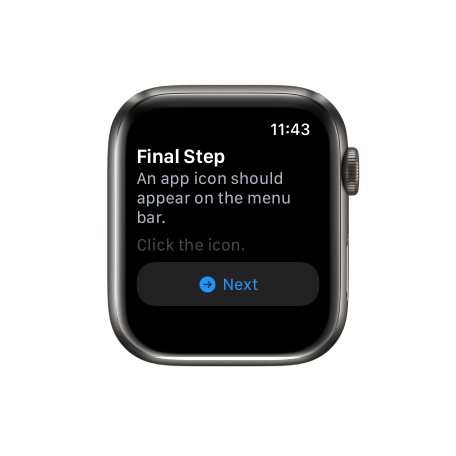 11:43
Final Step
An app icon should
appear on the menu
bar.
Click the icon.
Next